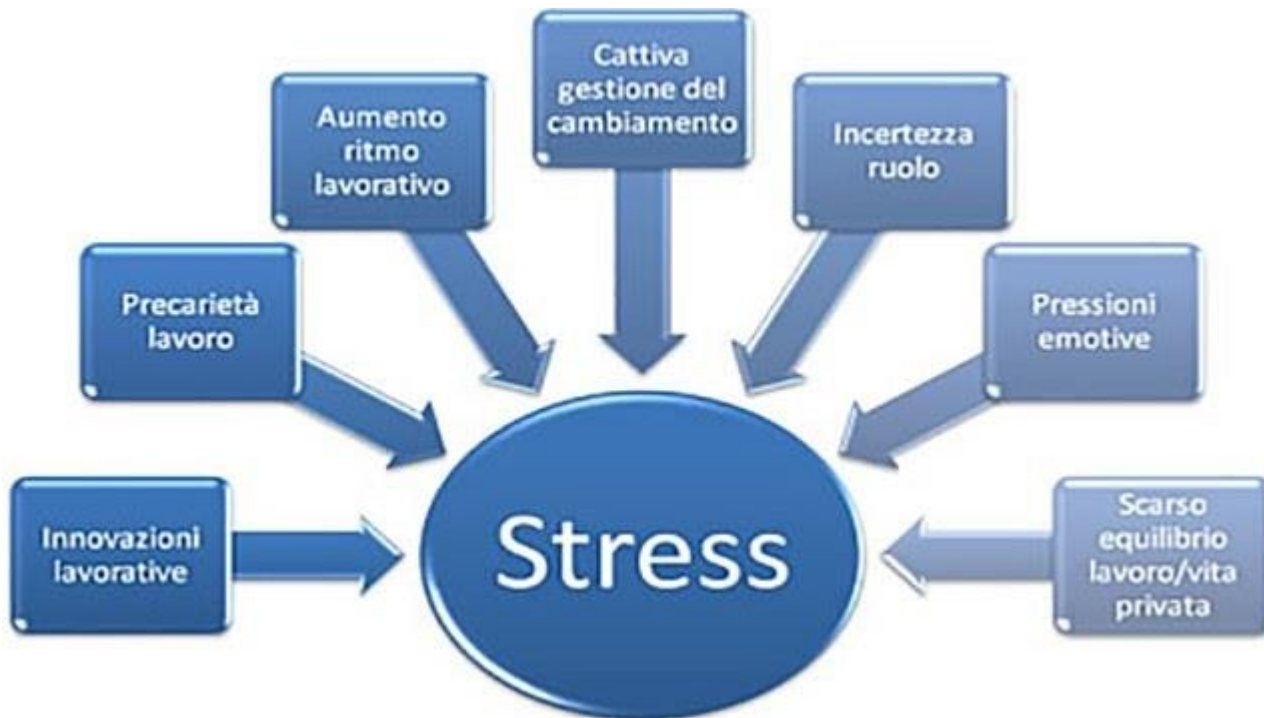 Innovazioni
lavorative
Precarietà
lavoro
Aumento
ritmo
lavorativo
Cattiva
gestione del
cambiamento
Incertezza
ruolo
Pressioni
emotive
Scarso
equilibrio
lavoro/vita
privata
Stress